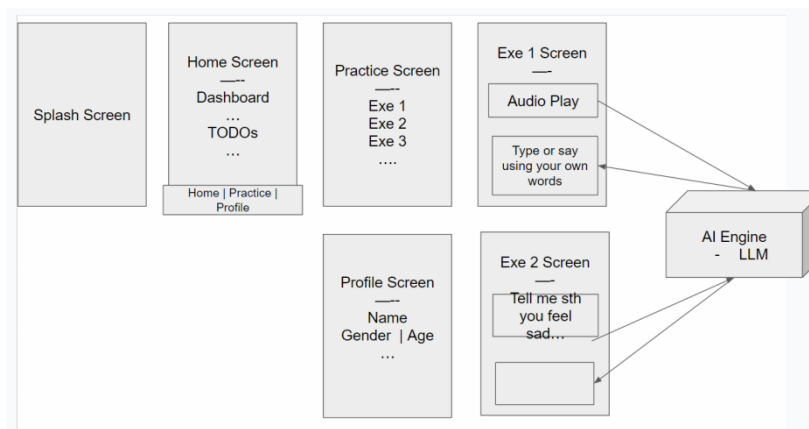 Splash Screen
Home Screen
—--
Dashboard
…
TODOs
…
Home | Practice |
Profile
Practice Screen
—--
Exe 1
Exe 2
Exe 3
….
Exe 1 Screen
—-
Audio Play
Type or say
using your own
words
Profile Screen
—--
Name
Gender | Age
…
Exe 2 Screen
—-
Tell me sth
you feel
sad…
AI Engine
- LLM